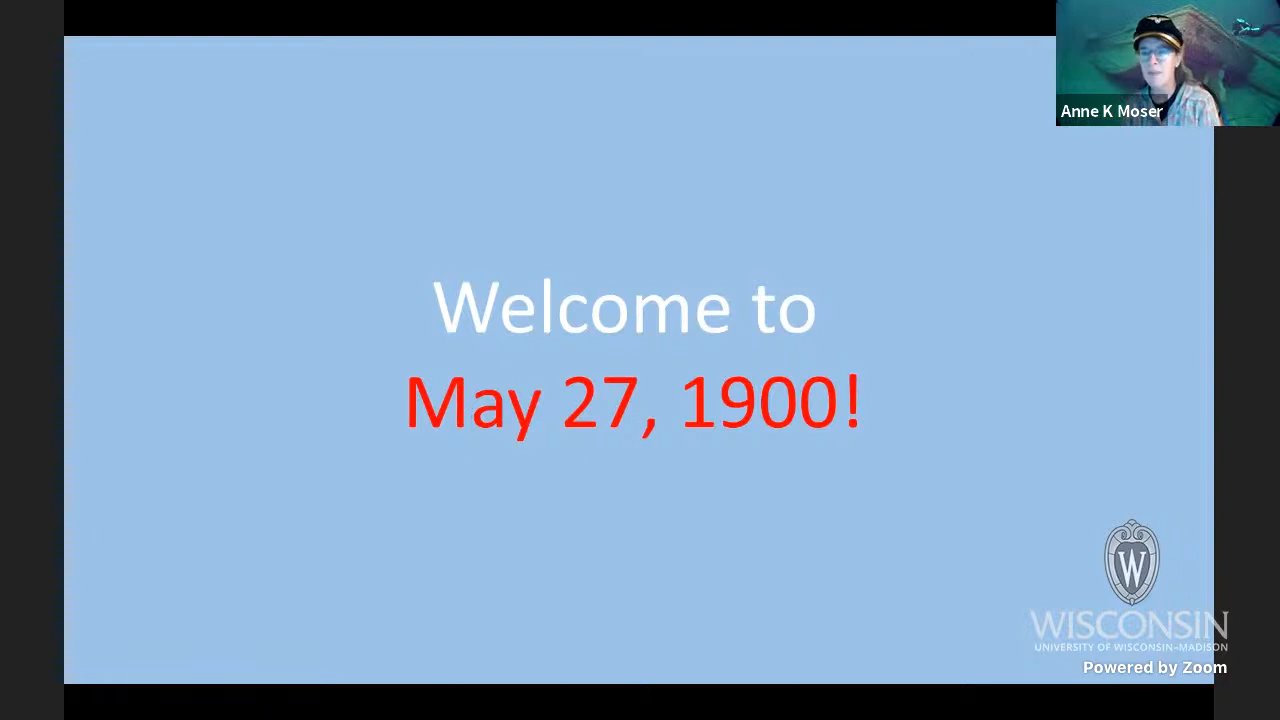 Anne K Moser
Welcome to
May 27, 1900!
W
WISCONSIN
UNIVERSITY OF WISCONSIN–MADISON
Powered by Zoom